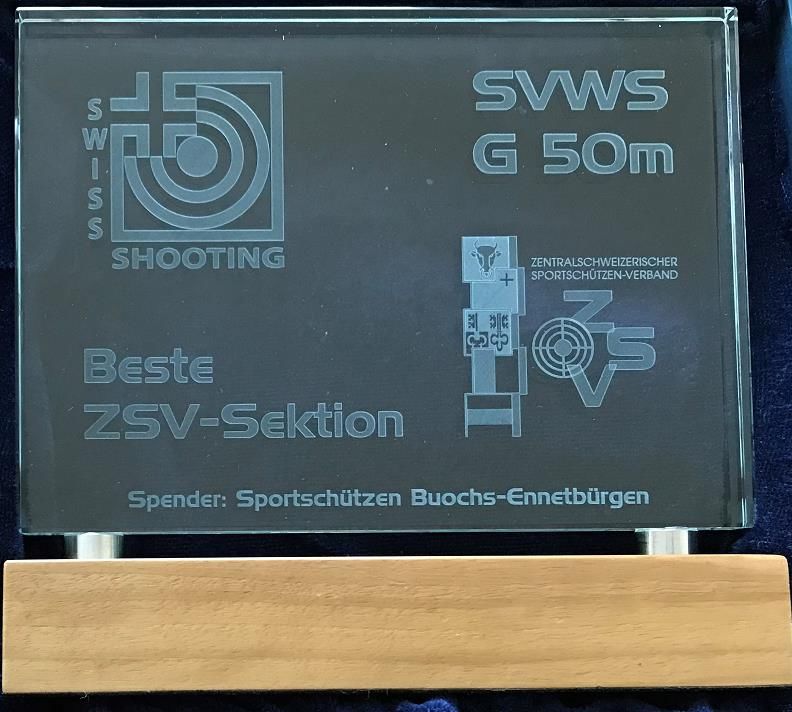 SWISS
SHOOTING
SVWS
G 50m
ZENTRALSCHWEIZERISCHER
SPORTSCHÜTZEN-VERBAND
ZSV
Beste
ZSV-Sektion
Spender: Sportschützen Buochs-Ennetbürgen